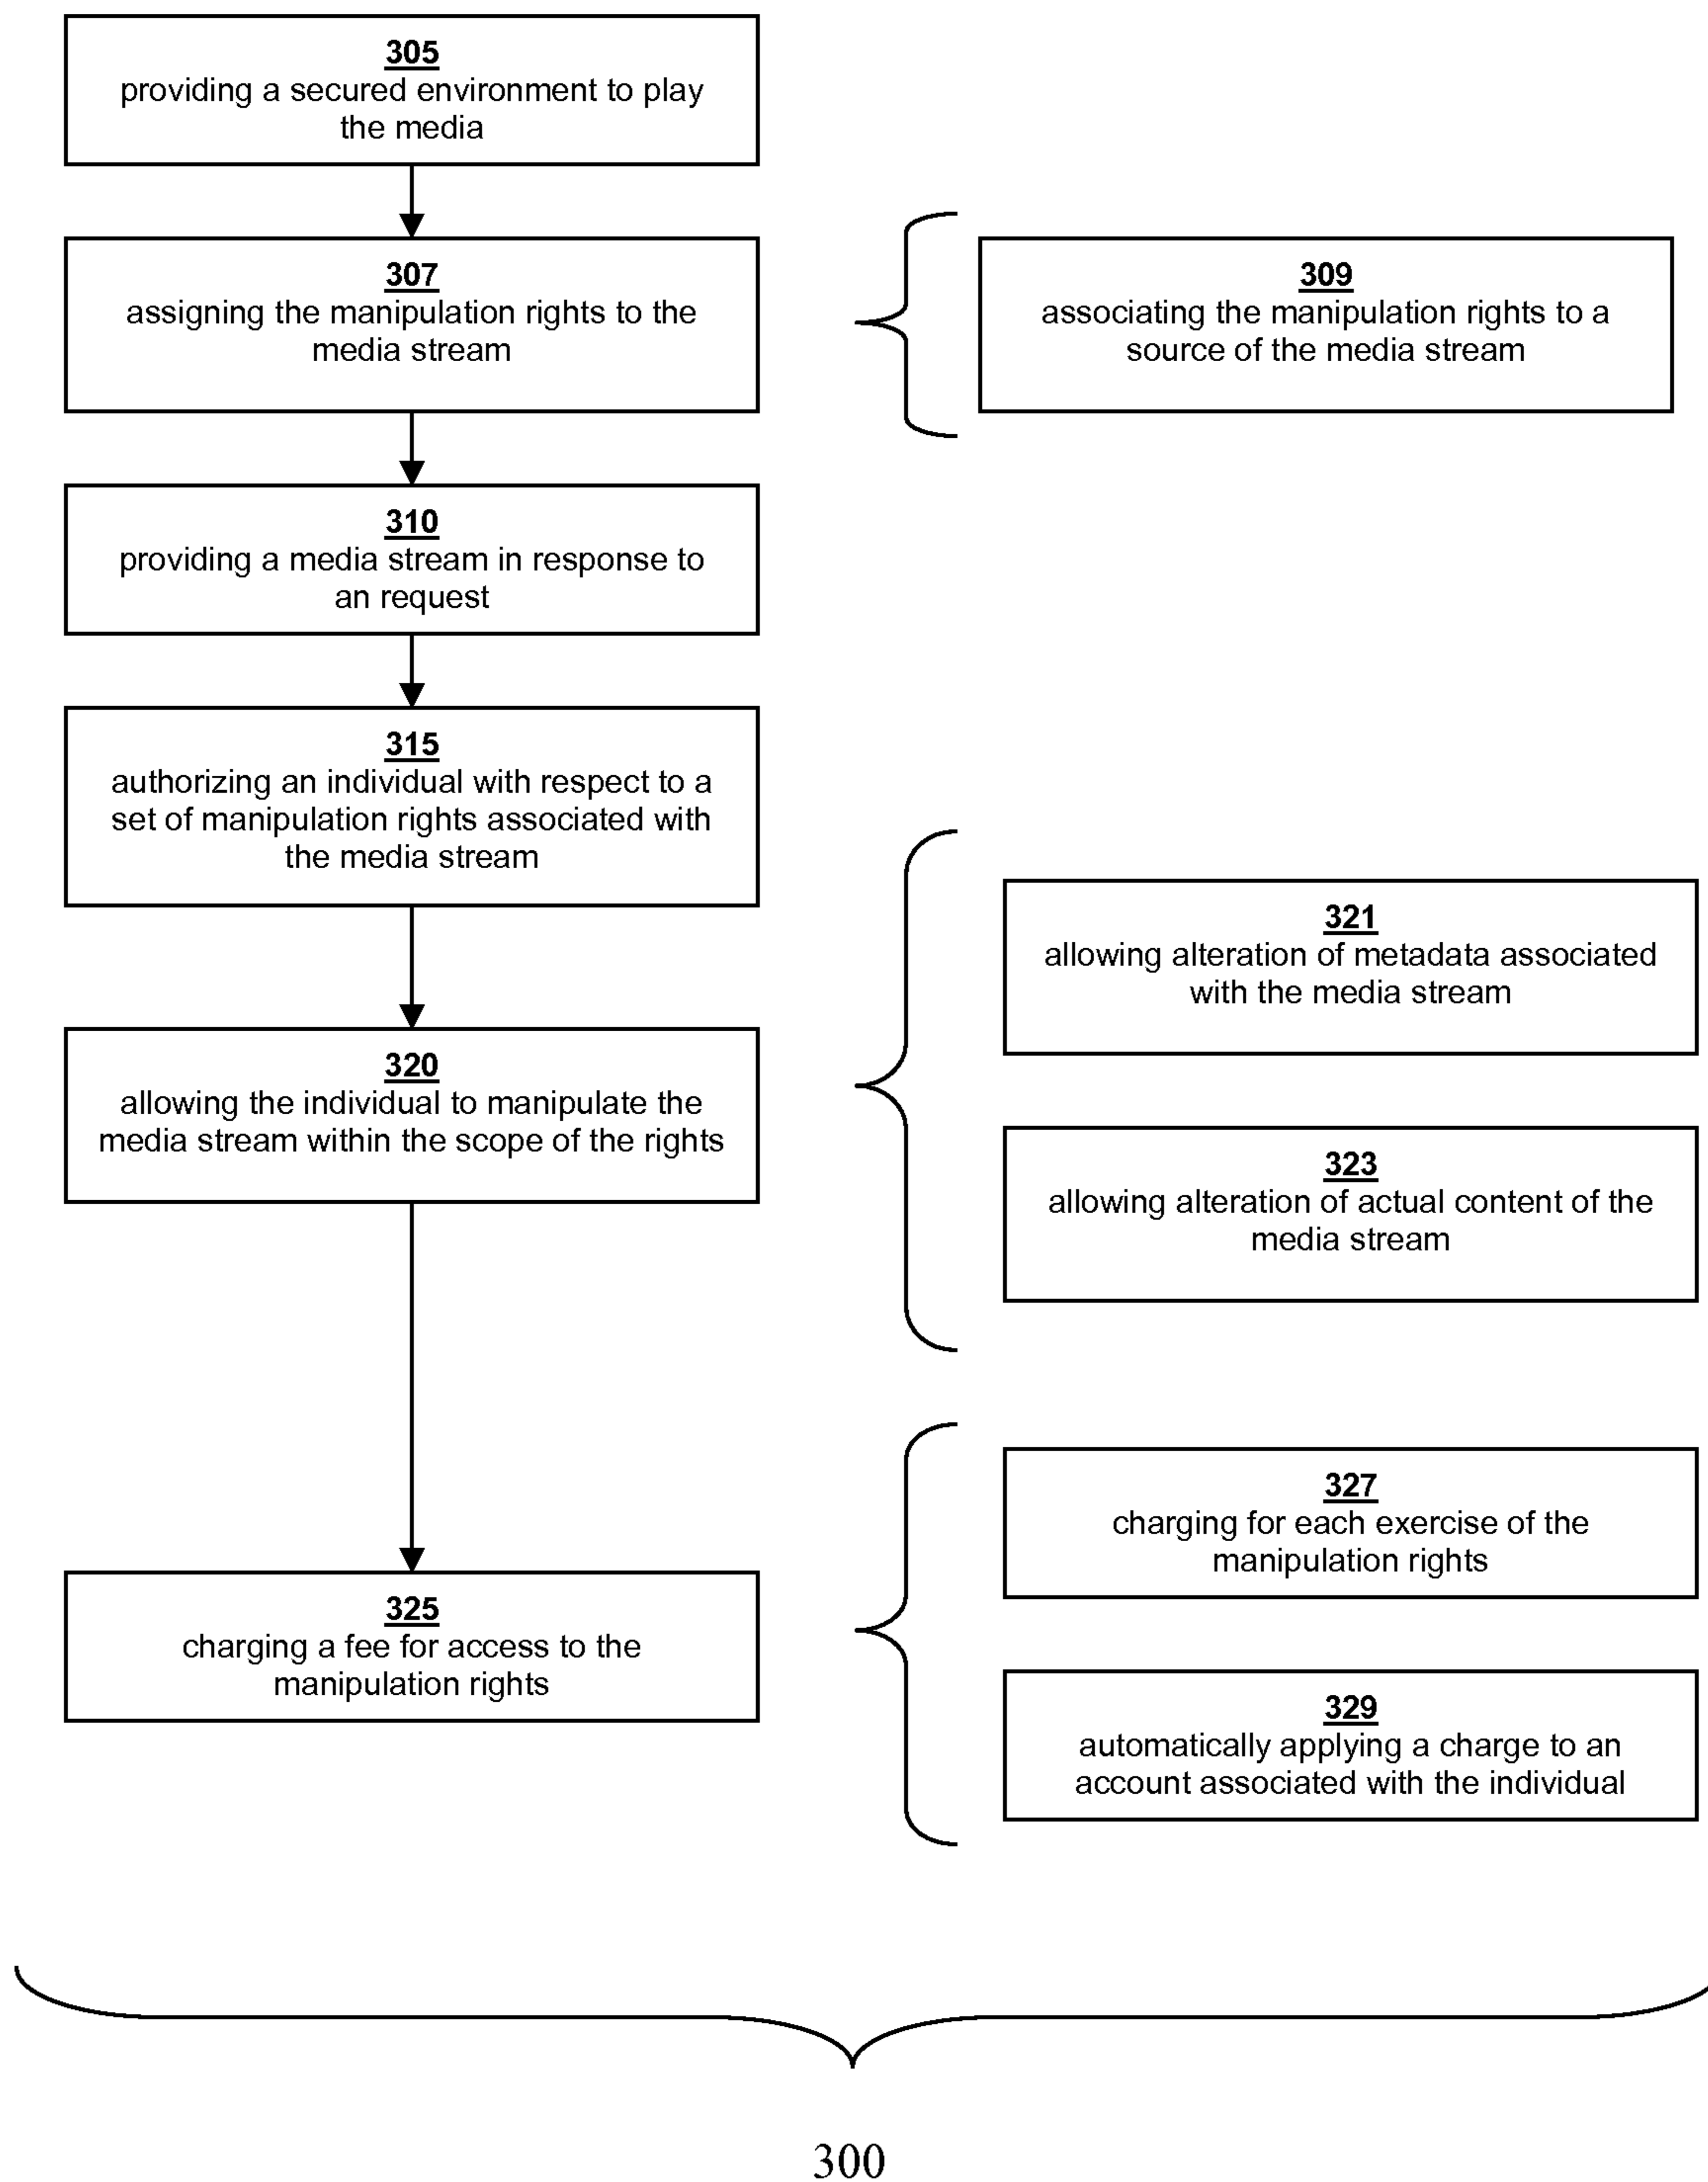 305
providing a secured environment to play
the media
307
assigning the manipulation rights to the
media stream
309
associating the manipulation rights to a
source of the media stream
310
providing a media stream in response to
an request
315
authorizing an individual with respect to a
set of manipulation rights associated with
the media stream
320
allowing the individual to manipulate the
media stream within the scope of the rights
321
allowing alteration of metadata associated
with the media stream
323
allowing alteration of actual content of the
media stream
325
charging a fee for access to the
manipulation rights
327
charging for each exercise of the
manipulation rights
329
automatically applying a charge to an
account associated with the individual
300